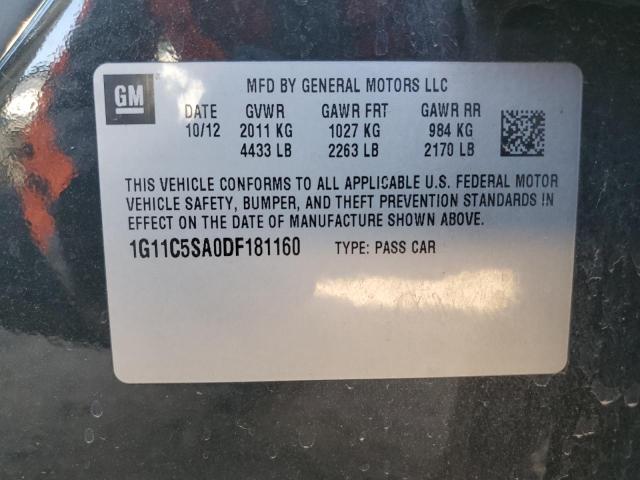 GM
MFD BY GENERAL MOTORS LLC
DATE GVWR GAWR FRT GAWR RR
10/12 2011 KG 1027 KG 984 KG
4433 LB 2263 LB 2170 LB
THIS VEHICLE CONFORMS TO ALL APPLICABLE U.S. FEDERAL MOTOR
VEHICLE SAFETY, BUMPER, AND THEFT PREVENTION STANDARDS IN
EFFECT ON THE DATE OF MANUFACTURE SHOWN ABOVE.
1G11C5SA0DF181160 TYPE: PASS CAR